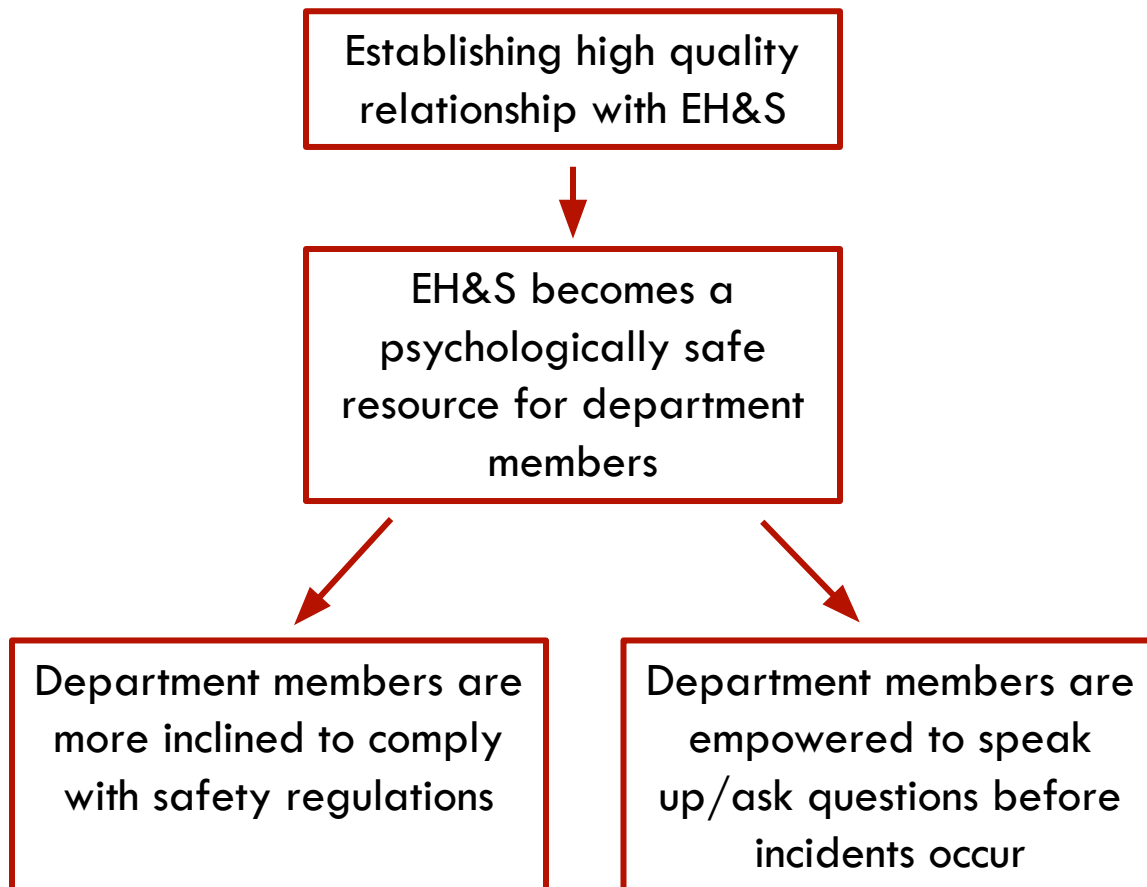 Establishing high quality
relationship with EH&S
EH&S becomes a
psychologically safe
resource for department
members
Department members are
more inclined to comply
with safety regulations
Department members are
empowered to speak
up/ask questions before
incidents occur